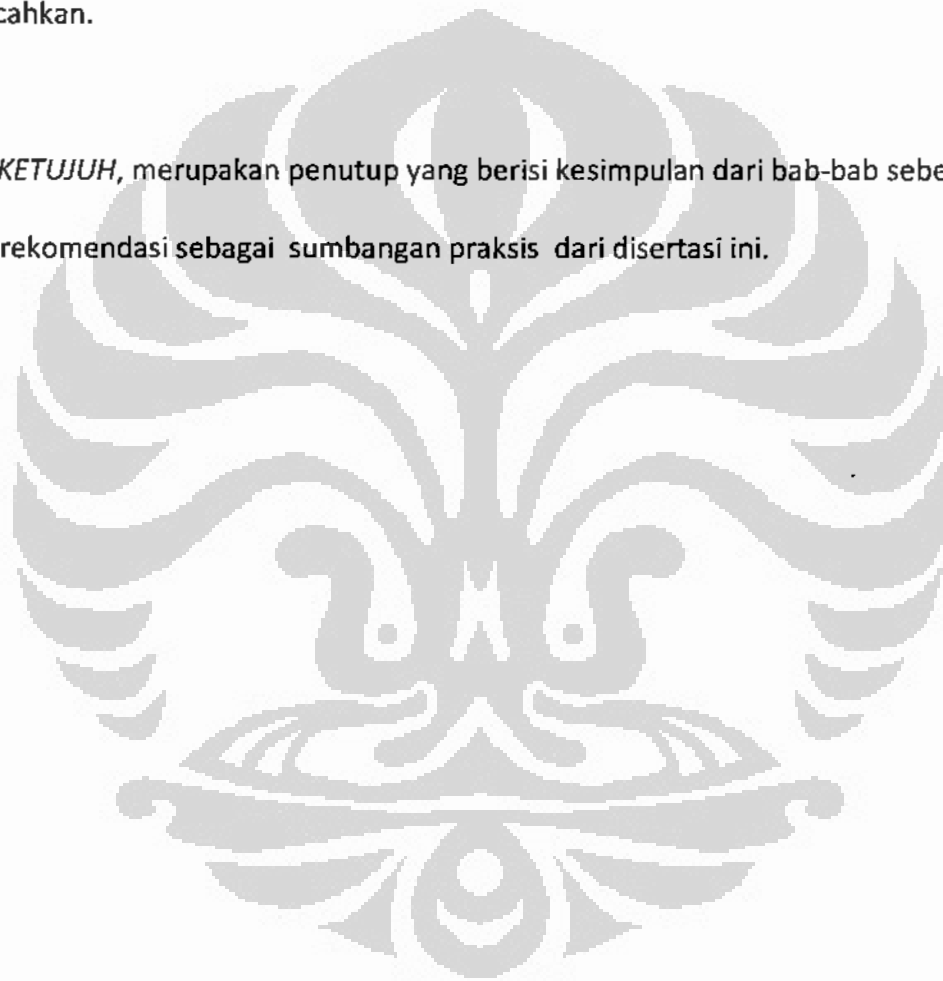 cahkan.
KETUJUH, merupakan penutup yang berisi kesimpulan dari bab-bab sebe
rekomendasi sebagai sumbangan praksis dari disertasi ini.